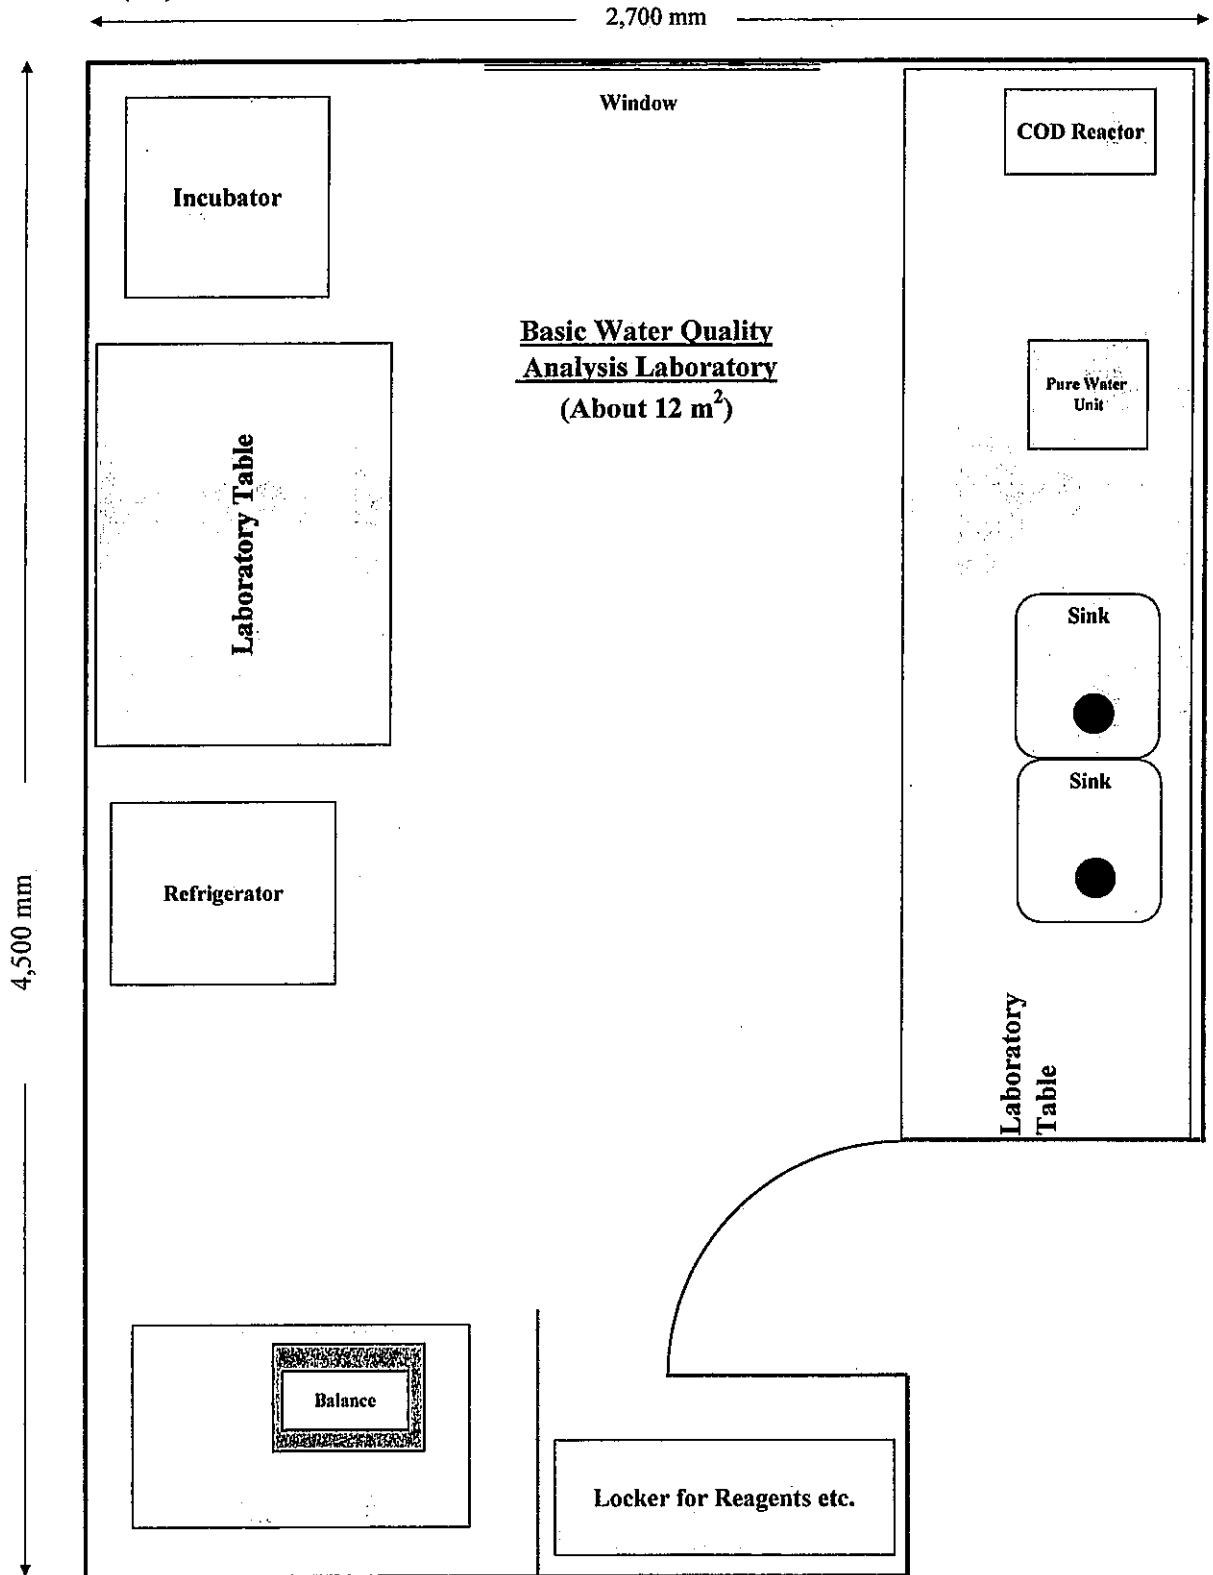 2,700 mm
Window
COD Reactor
Incubator
Basic Water Quality
Analysis Laboratory
(About 12 m²)
Pure Water
Unit
Laboratory Table
Sink
Sink
Refrigerator
4,500 mm
Laboratory
Table
Balance
Locker for Reagents etc.